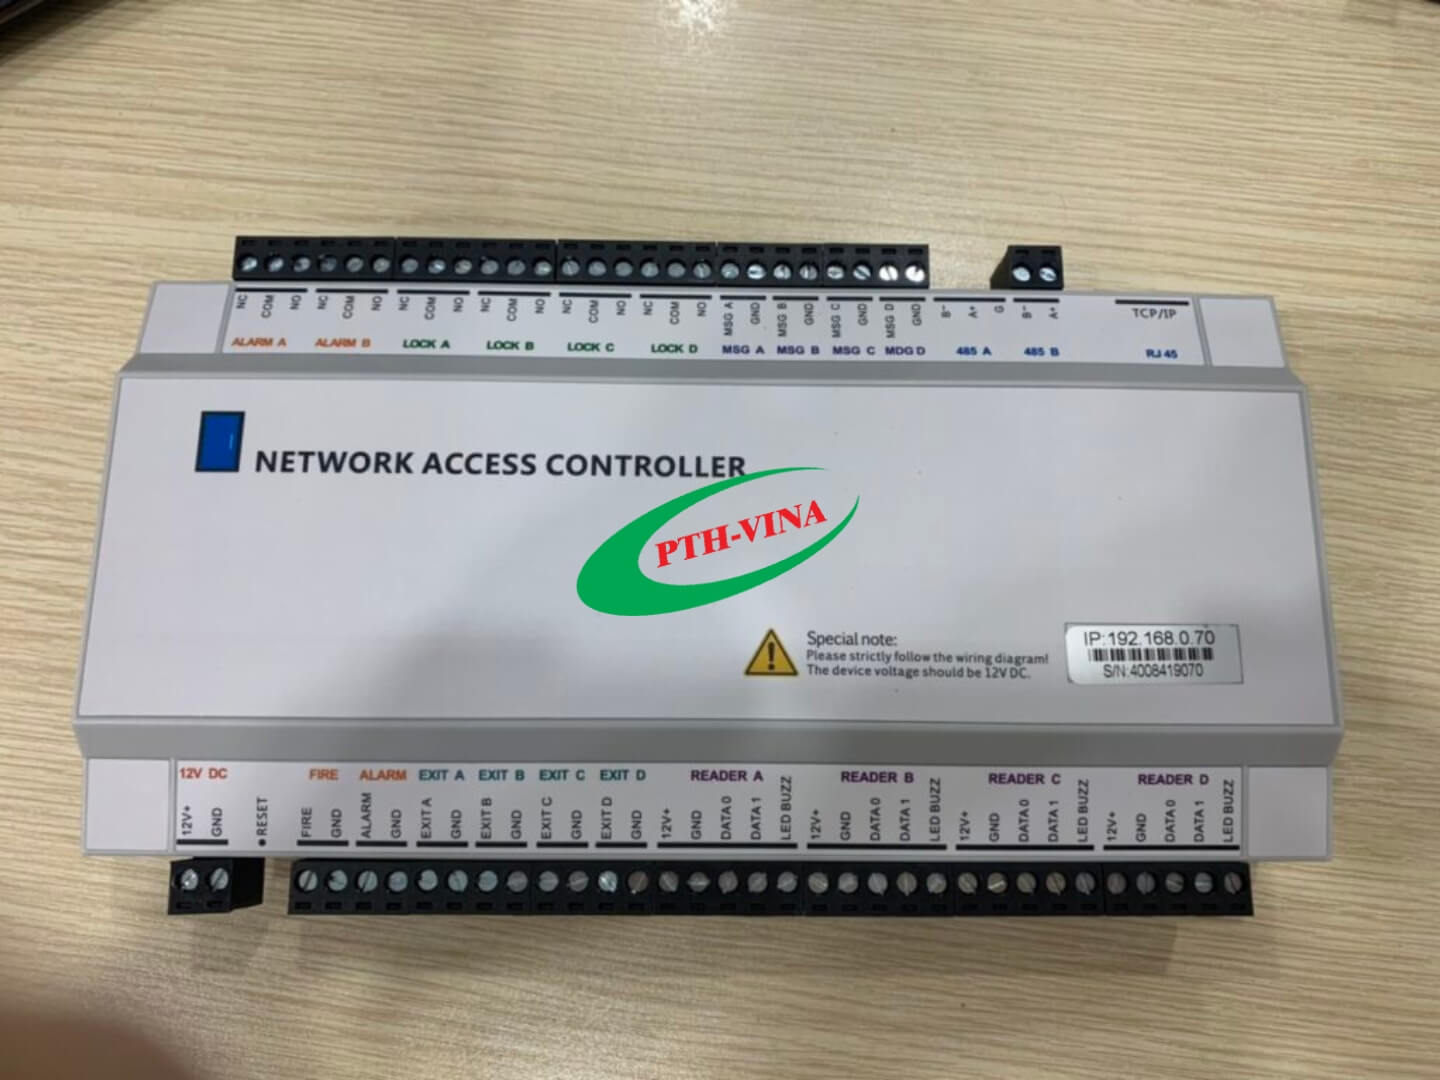 NC COM NO NC COM NO NC COM NO NC COM NO NC COM NO NC COM NO MSG A GND MSG B GND MSG C GND MSG D GND B- A+ G B- A+ TCP/IP
ALARM A ALARM B LOCK A LOCK B LOCK C LOCK D MSG A MSG B MSG C MDG D 485 A 485 B RJ 45
NETWORK ACCESS CONTROLLER
PTH-VINA
Special note:
Please strictly follow the wiring diagram!
The device voltage should be 12V DC.
IP:192.168.0.70
S/N:4008419070
12V DC FIRE ALARM EXIT A EXIT B EXIT C EXIT D READER A READER B READER C READER D
12V+ GND •RESET FIRE GND ALARM GND EXIT A GND EXIT B GND EXIT C GND EXIT D GND 12V+ GND DATA 0 DATA 1 LED BUZZ 12V+ GND DATA 0 DATA 1 LED BUZZ 12V+ GND DATA 0 DATA 1 LED BUZZ 12V+ GND DATA 0 DATA 1 LED BUZZ